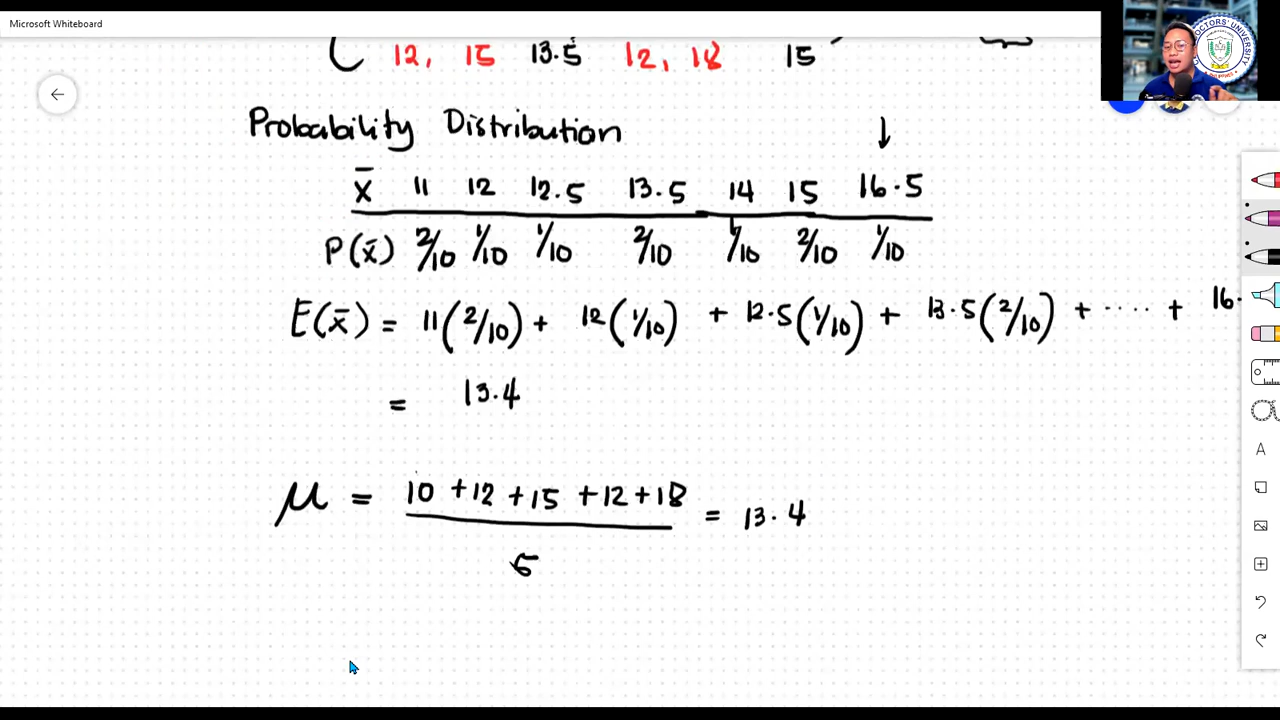 Microsoft Whiteboard
( 12, 15 13.5 12, 18 15
DOCTORS' UNIVERSITY
Probability Distribution ↓
x̄ 11 12 12.5 13.5 14 15 16.5
P(x̄) 2/10 1/10 1/10 2/10 1/10 2/10 1/10
E(x̄) = 11(2/10) + 12(1/10) + 12.5(1/10) + 13.5(2/10) + ..... + 16.
= 13.4
μ = 10 + 12 + 15 + 12 + 18 = 13.4
5
A